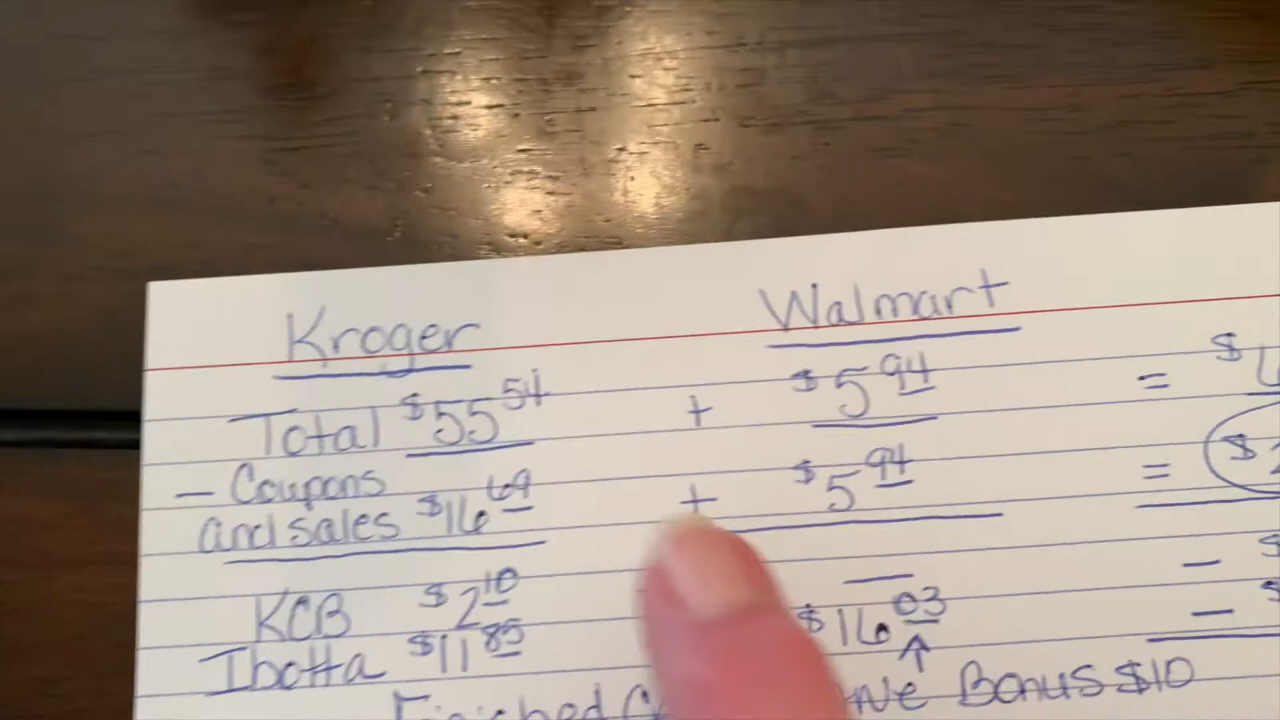 Kroger Walmart
Total $55 54 + $5 94 = $
- Coupons
and sales $16 69 + $5 94 = $
KCB $2 10 — - $
Ibotta $11 85 $16 03 - $
Finished Bonus $10